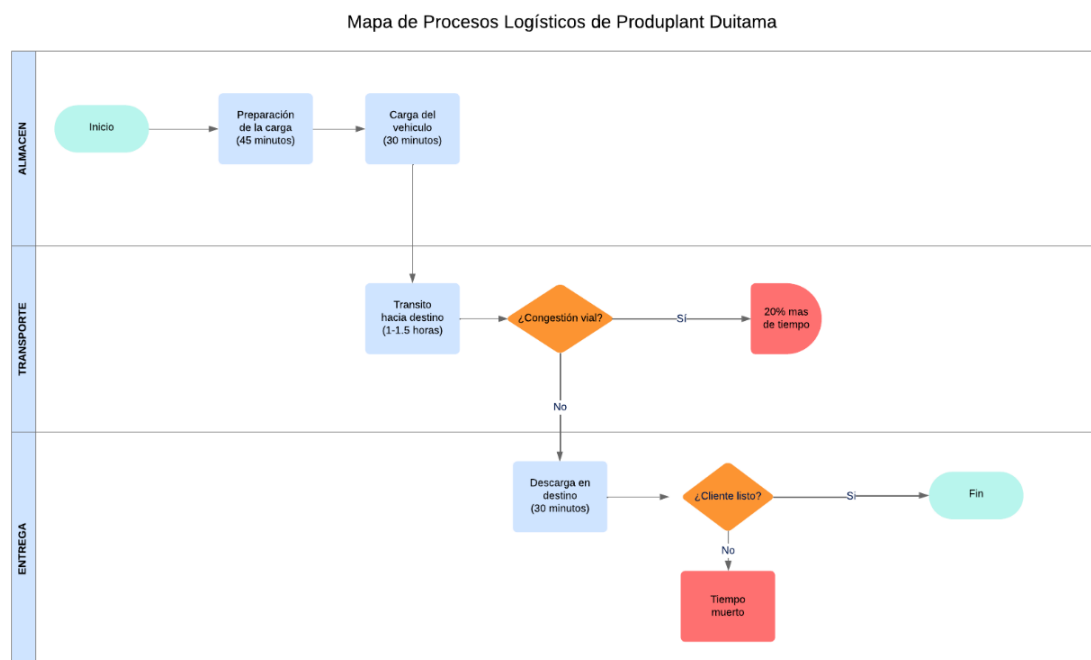 Mapa de Procesos Logísticos de Produplant Duitama
ALMACEN
Inicio
Preparación
de la carga
(45 minutos)
Carga del
vehiculo
(30 minutos)
TRANSPORTE
Transito
hacia destino
(1-1.5 horas)
¿Congestión vial?
Sí
20% mas
de tiempo
No
ENTREGA
Descarga en
destino
(30 minutos)
¿Cliente listo?
Si
Fin
No
Tiempo
muerto